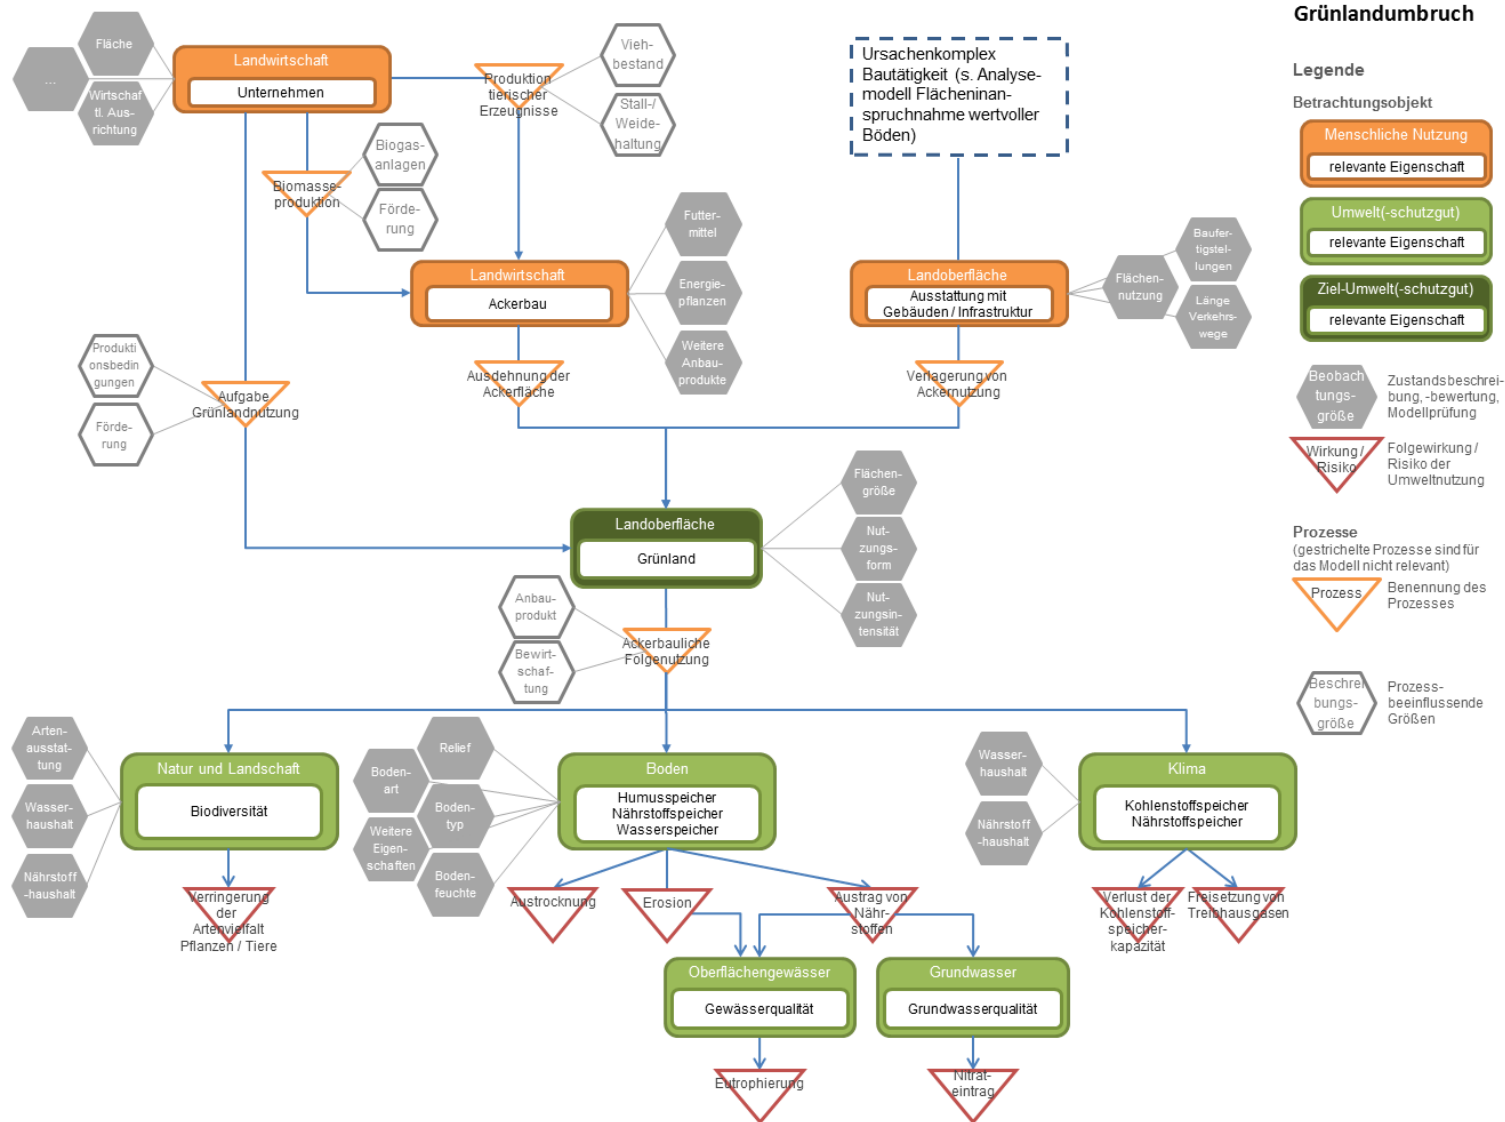 Grünlandumbruch
Fläche
...
Wirtschaf
tl. Aus-
richtung
Landwirtschaft
Unternehmen
Produktion
tierischer
Erzeugnisse
Vieh-
bestand
Stall-/
Weide-
haltung
Biogas-
anlagen
Förde-
rung
Biomasse-
produktion
Ursachenkomplex
Bautätigkeit (s. Analyse-
modell Flächeninan-
spruchnahme wertvoller
Böden)
Landwirtschaft
Ackerbau
Futter-
mittel
Energie-
pflanzen
Weitere
Anbau-
produkte
Landoberfläche
Ausstattung mit
Gebäuden / Infrastruktur
Flächen-
nutzung
Baufer-
tigstel-
lungen
Länge
Verkehrs-
wege
Produkti
onsbedin
gungen
Förde-
rung
Aufgabe
Grünlandnutzung
Ausdehnung der
Ackerfläche
Verlagerung von
Ackernutzung
Landoberfläche
Grünland
Flächen-
größe
Nut-
zungs-
form
Nut-
zungsin-
tensität
Anbau-
produkt
Bewirt-
schaf-
tung
Ackerbauliche
Folgenutzung
Arten-
ausstat-
tung
Wasser-
haushalt
Nährstoff
-haushalt
Natur und Landschaft
Biodiversität
Verringerung
der
Artenvielfalt
Pflanzen / Tiere
Relief
Boden-
art
Boden-
typ
Weitere
Eigen-
schaften
Boden-
feuchte
Boden
Humusspeicher
Nährstoffspeicher
Wasserspeicher
Austrocknung
Erosion
Austrag von
Nähr-
stoffen
Wasser-
haushalt
Nährstoff
-haushalt
Klima
Kohlenstoffspeicher
Nährstoffspeicher
Verlust der
Kohlenstoff-
speicher-
kapazität
Freisetzung von
Treibhausgasen
Oberflächengewässer
Gewässerqualität
Grundwasser
Grundwasserqualität
Eutrophierung
Nitrat-
eintrag
Legende
Betrachtungsobjekt
Menschliche Nutzung
relevante Eigenschaft
Umwelt(-schutzgut)
relevante Eigenschaft
Ziel-Umwelt(-schutzgut)
relevante Eigenschaft
Beobach
tungs-
größe
Zustandsbeschrei-
bung, -bewertung,
Modellprüfung
Wirkung /
Risiko
Folgewirkung /
Risiko der
Umweltnutzung
Prozesse
(gestrichelte Prozesse sind für
das Modell nicht relevant)
Prozess
Benennung des
Prozesses
Beschrei
bungs-
größe
Prozess-
beeinflussende
Größen